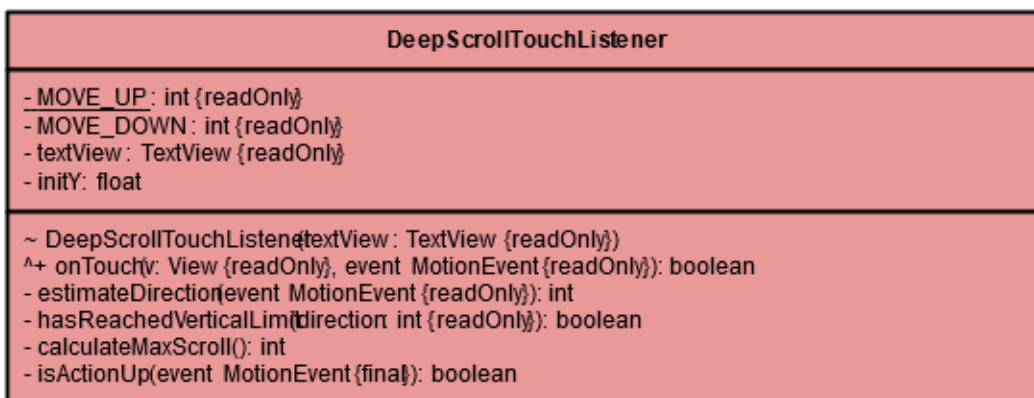 DeepScrollTouchListener
- MOVE_UP: int {readOnly}
- MOVE_DOWN: int {readOnly}
- textView: TextView {readOnly}
- initY: float
~ DeepScrollTouchListener(textView: TextView {readOnly})
^+ onTouch(v: View {readOnly}, event MotionEvent {readOnly}): boolean
- estimateDirection(event MotionEvent {readOnly}): int
- hasReachedVerticalLimit(direction: int {readOnly}): boolean
- calculateMaxScroll(): int
- isActionUp(event MotionEvent {final}): boolean